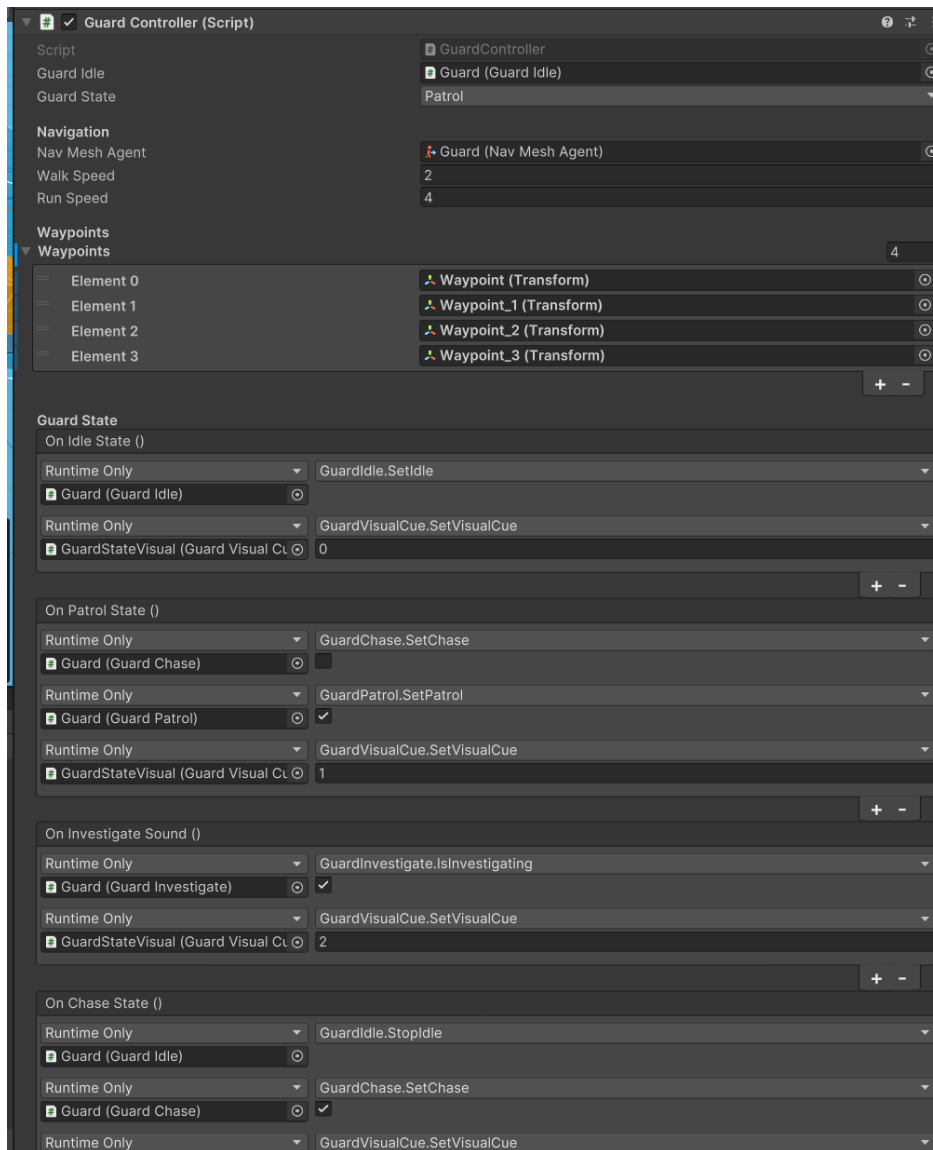 Guard Controller (Script)
Script GuardController
Guard Idle Guard (Guard Idle)
Guard State Patrol
Navigation
Nav Mesh Agent Guard (Nav Mesh Agent)
Walk Speed 2
Run Speed 4
Waypoints
Waypoints 4
Element 0 Waypoint (Transform)
Element 1 Waypoint_1 (Transform)
Element 2 Waypoint_2 (Transform)
Element 3 Waypoint_3 (Transform)
+ -
Guard State
On Idle State ()
Runtime Only GuardIdle.SetIdle
Guard (Guard Idle)
Runtime Only GuardVisualCue.SetVisualCue
GuardStateVisual (Guard Visual Cu 0
+ -
On Patrol State ()
Runtime Only GuardChase.SetChase
Guard (Guard Chase)
Runtime Only GuardPatrol.SetPatrol
Guard (Guard Patrol)
Runtime Only GuardVisualCue.SetVisualCue
GuardStateVisual (Guard Visual Cu 1
+ -
On Investigate Sound ()
Runtime Only GuardInvestigate.IsInvestigating
Guard (Guard Investigate)
Runtime Only GuardVisualCue.SetVisualCue
GuardStateVisual (Guard Visual Cu 2
+ -
On Chase State ()
Runtime Only GuardIdle.StopIdle
Guard (Guard Idle)
Runtime Only GuardChase.SetChase
Guard (Guard Chase)
Runtime Only GuardVisualCue.SetVisualCue